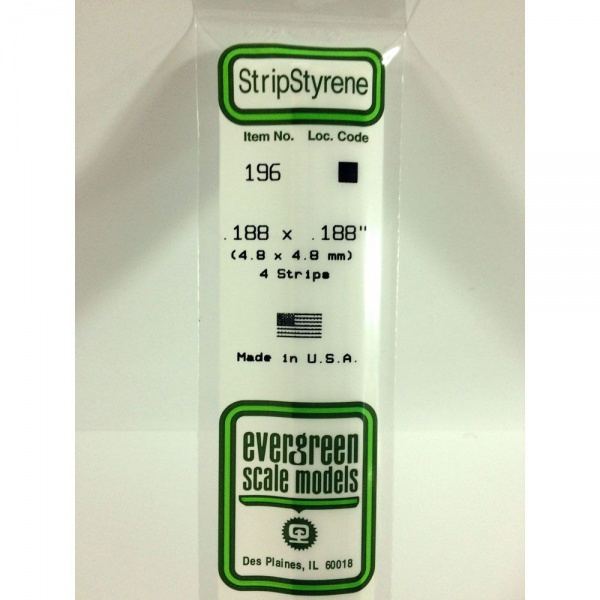 StripStyrene
Item No. Loc. Code
196
.188 x .188"
(4.8 x 4.8 mm)
4 Strips
Made in U.S.A.
evergreen
scale models
Des Plaines, IL 60018